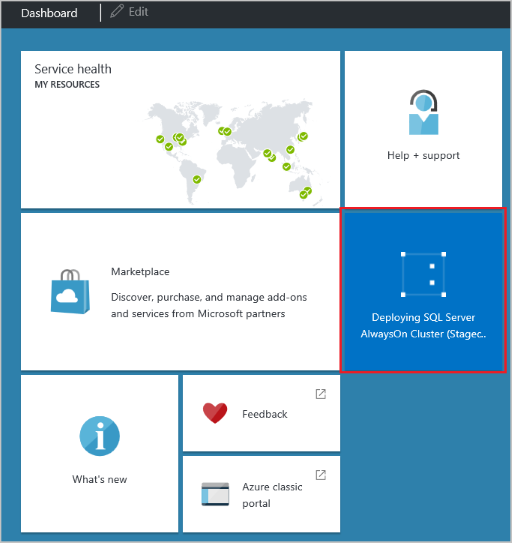 Dashboard
Edit
Service health
MY RESOURCES
Help + support
Marketplace
Discover, purchase, and manage add-ons
and services from Microsoft partners
Deploying SQL Server
AlwaysOn Cluster (Stagec..
What's new
Feedback
Azure classic
portal